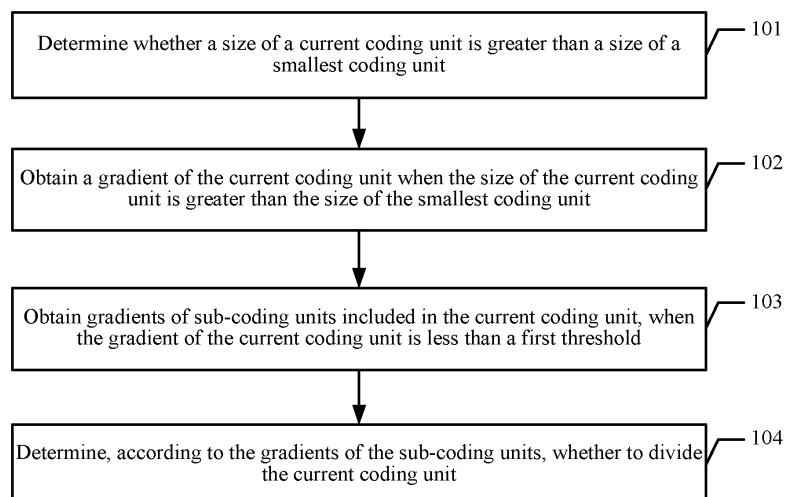 Determine whether a size of a current coding unit is greater than a size of a
smallest coding unit
101
Obtain a gradient of the current coding unit when the size of the current coding
unit is greater than the size of the smallest coding unit
102
Obtain gradients of sub-coding units included in the current coding unit, when
the gradient of the current coding unit is less than a first threshold
103
Determine, according to the gradients of the sub-coding units, whether to divide
the current coding unit
104